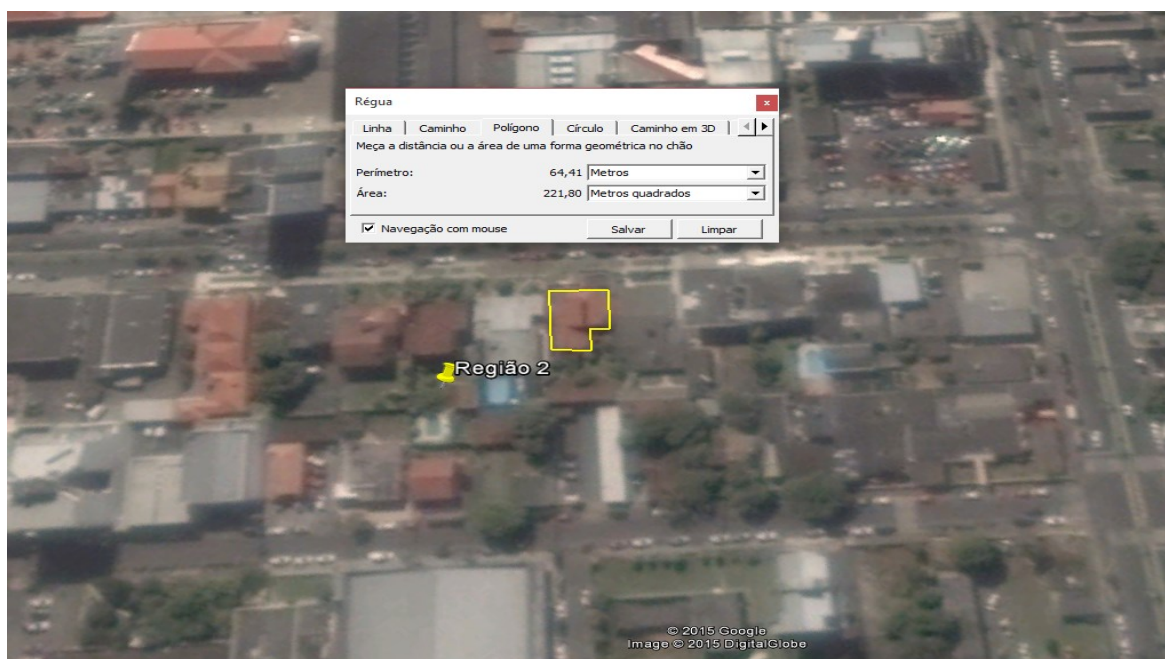 Régua
Linha Caminho Polígono Círculo Caminho em 3D
Meça a distância ou a área de uma forma geométrica no chão
Perímetro: 64,41 Metros
Área: 221,80 Metros quadrados
Navegação com mouse Salvar Limpar
Região 2
© 2015 Google
Image © 2015 DigitalGlobe